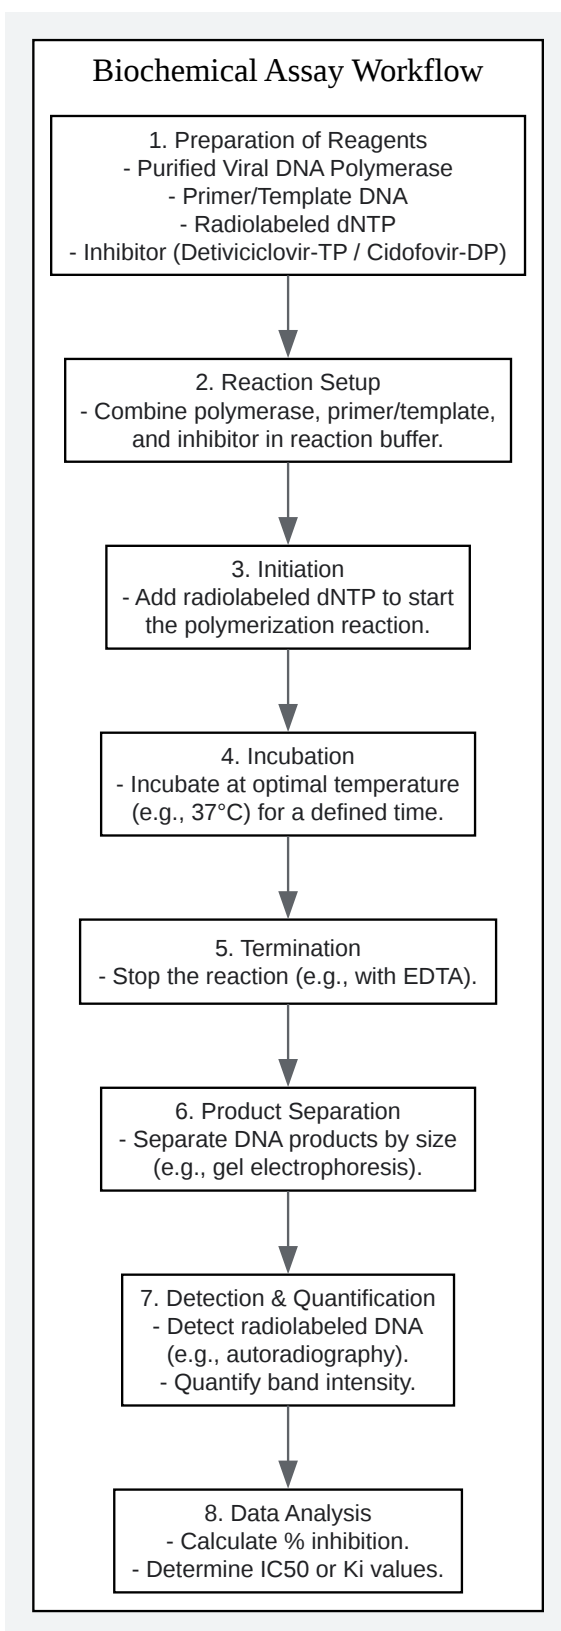 Biochemical Assay Workflow
1. Preparation of Reagents
- Purified Viral DNA Polymerase
- Primer/Template DNA
- Radiolabeled dNTP
- Inhibitor (Detiviciclovir-TP / Cidofovir-DP)
2. Reaction Setup
- Combine polymerase, primer/template,
and inhibitor in reaction buffer.
3. Initiation
- Add radiolabeled dNTP to start
the polymerization reaction.
4. Incubation
- Incubate at optimal temperature
(e.g., 37°C) for a defined time.
5. Termination
- Stop the reaction (e.g., with EDTA).
6. Product Separation
- Separate DNA products by size
(e.g., gel electrophoresis).
7. Detection & Quantification
- Detect radiolabeled DNA
(e.g., autoradiography).
- Quantify band intensity.
8. Data Analysis
- Calculate % inhibition.
- Determine IC50 or Ki values.